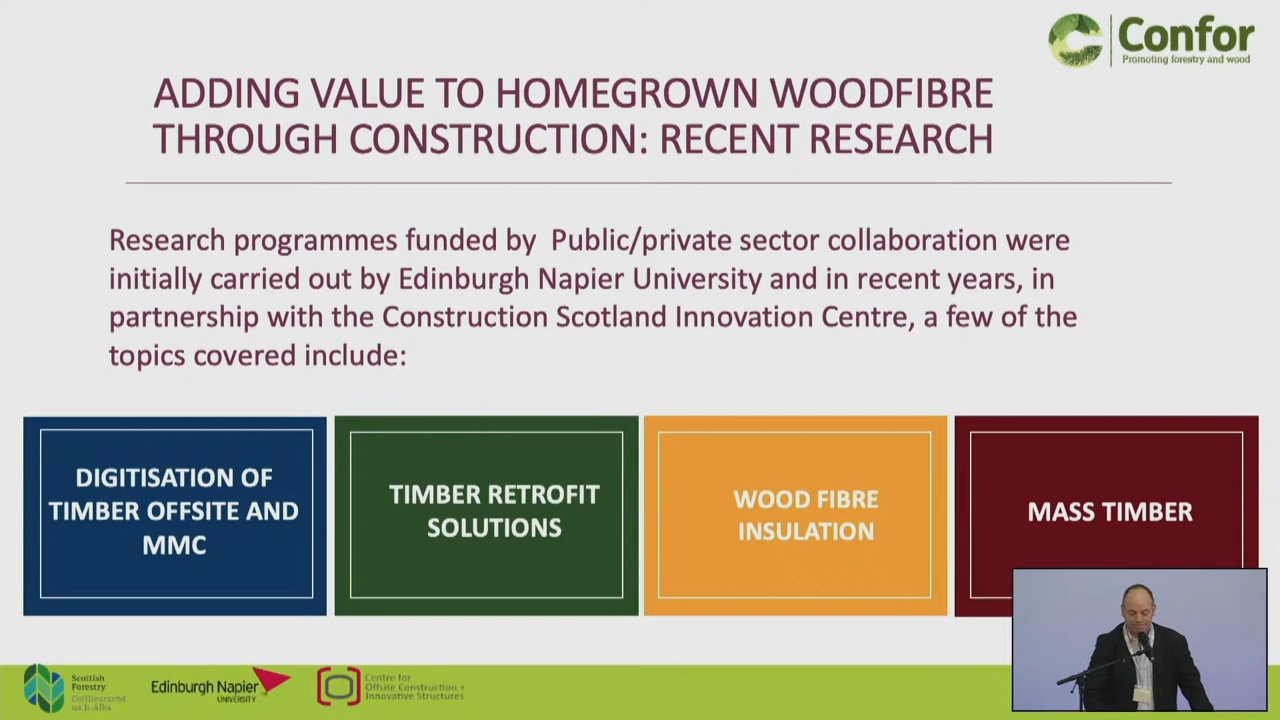 Confor
Promoting forestry and wood
ADDING VALUE TO HOMEGROWN WOODFIBRE
THROUGH CONSTRUCTION: RECENT RESEARCH
Research programmes funded by Public/private sector collaboration were
initially carried out by Edinburgh Napier University and in recent years, in
partnership with the Construction Scotland Innovation Centre, a few of the
topics covered include:
DIGITISATION OF
TIMBER OFFSITE AND
MMC
TIMBER RETROFIT
SOLUTIONS
WOOD FIBRE
INSULATION
MASS TIMBER
Scottish
Forestry
Coilltearachd
na h-Alba
Edinburgh Napier
UNIVERSITY
Centre for
Offsite Construction +
Innovative Structures